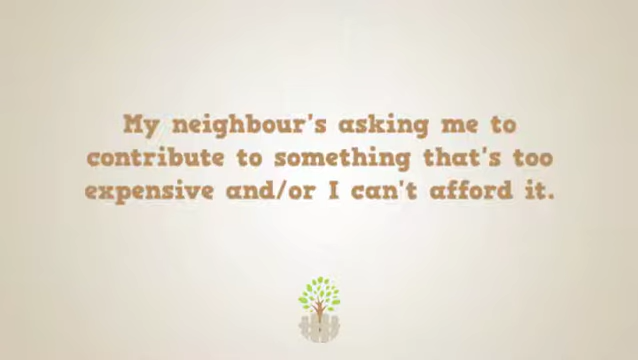 My neighbour's asking me to
contribute to something that's too
expensive and/or I can't afford it.